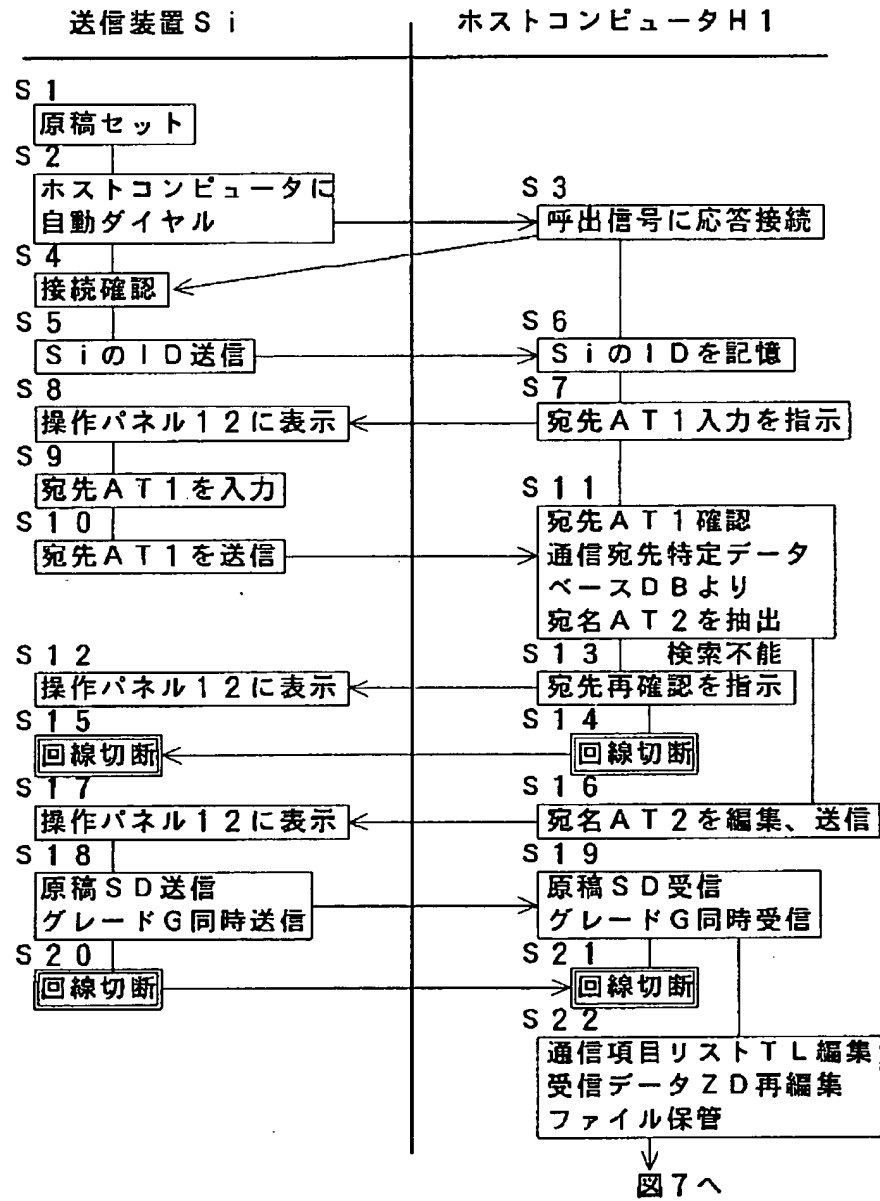 送信装置Ｓｉ
ホストコンピュータＨ１
Ｓ１
原稿セット
Ｓ２
ホストコンピュータに
自動ダイヤル
Ｓ３
呼出信号に応答接続
Ｓ４
接続確認
Ｓ５
ＳｉのＩＤ送信
Ｓ６
ＳｉのＩＤを記憶
Ｓ７
宛先ＡＴ１入力を指示
Ｓ８
操作パネル１２に表示
Ｓ９
宛先ＡＴ１を入力
Ｓ１０
宛先ＡＴ１を送信
Ｓ１１
宛先ＡＴ１確認
通信宛先特定データ
ベースＤＢより
宛名ＡＴ２を抽出
Ｓ１２
操作パネル１２に表示
Ｓ１３ 検索不能
宛先再確認を指示
Ｓ１４
回線切断
Ｓ１５
回線切断
Ｓ１６
宛名ＡＴ２を編集、送信
Ｓ１７
操作パネル１２に表示
Ｓ１８
原稿ＳＤ送信
グレードＧ同時送信
Ｓ１９
原稿ＳＤ受信
グレードＧ同時受信
Ｓ２０
回線切断
Ｓ２１
回線切断
Ｓ２２
通信項目リストＴＬ編集
受信データＺＤ再編集
ファイル保管
図７へ